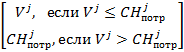 V^j, если V^j ≤ CH^j_потр
CH^j_потр, если V^j > CH^j_потр